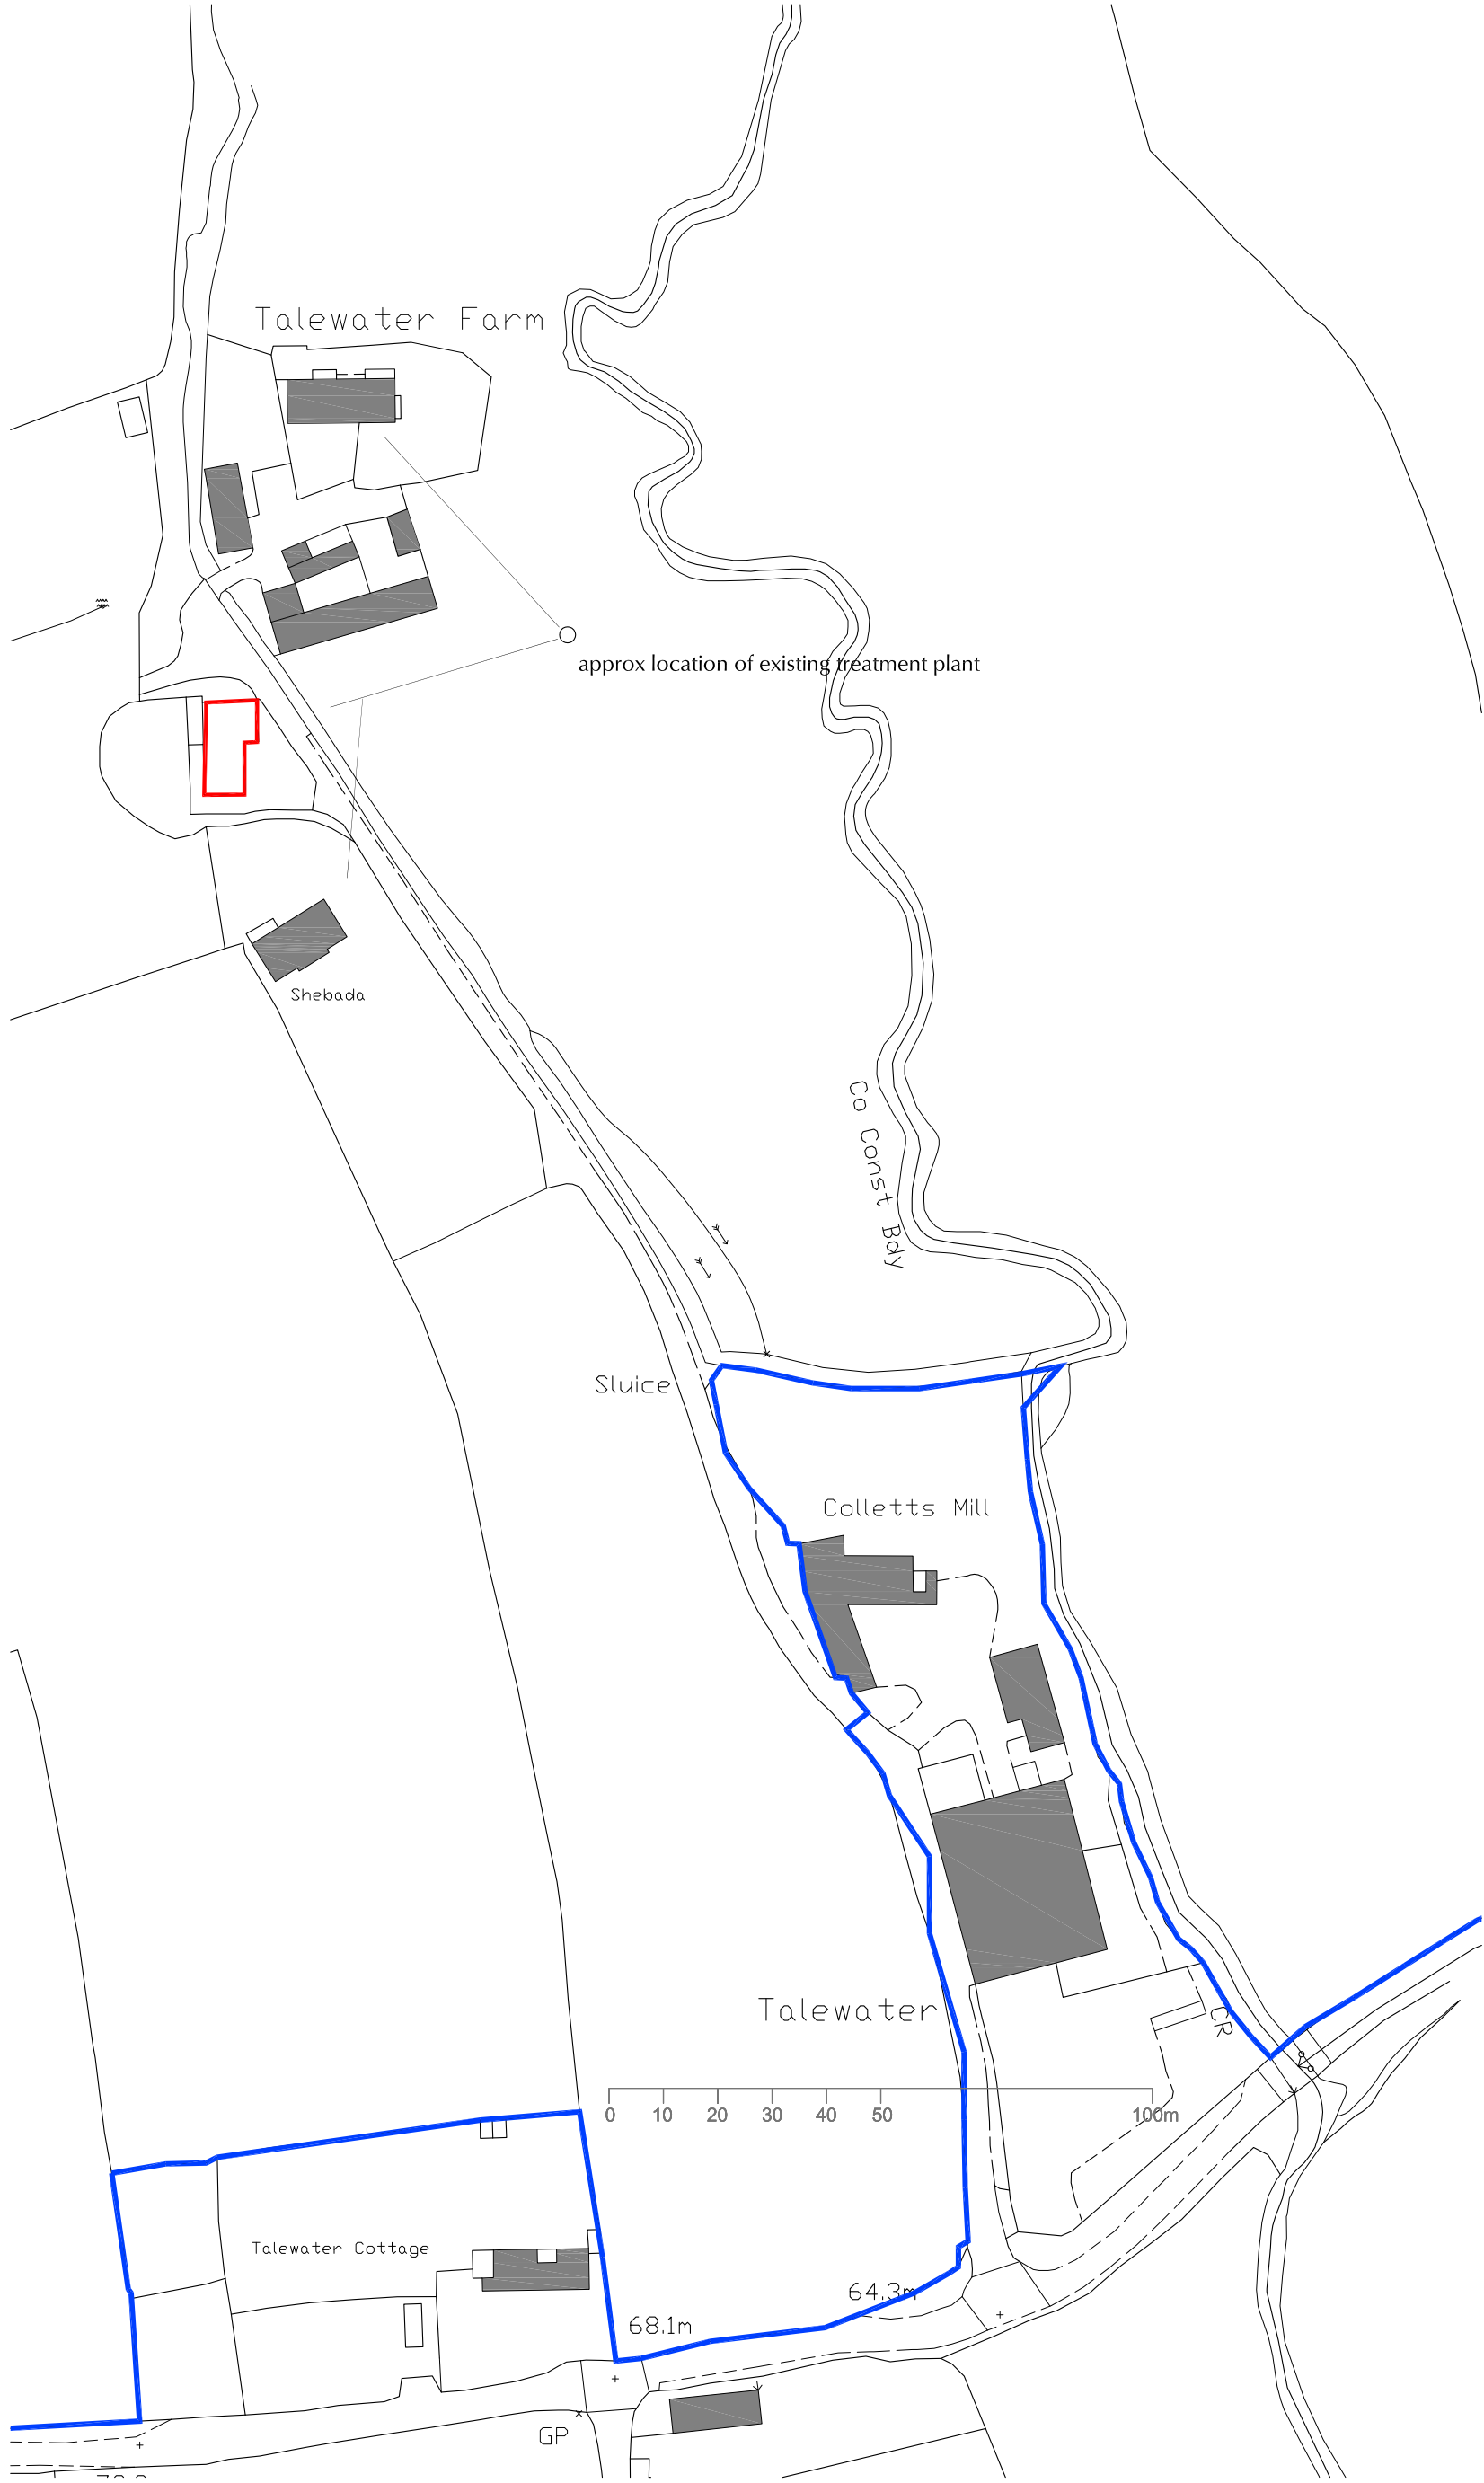 Talewater Farm
approx location of existing treatment plant
Shebada
Co Const Bdy
Sluice
Colletts Mill
Talewater
CR
0 10 20 30 40 50 100m
Talewater Cottage
64.3m
68.1m
GP